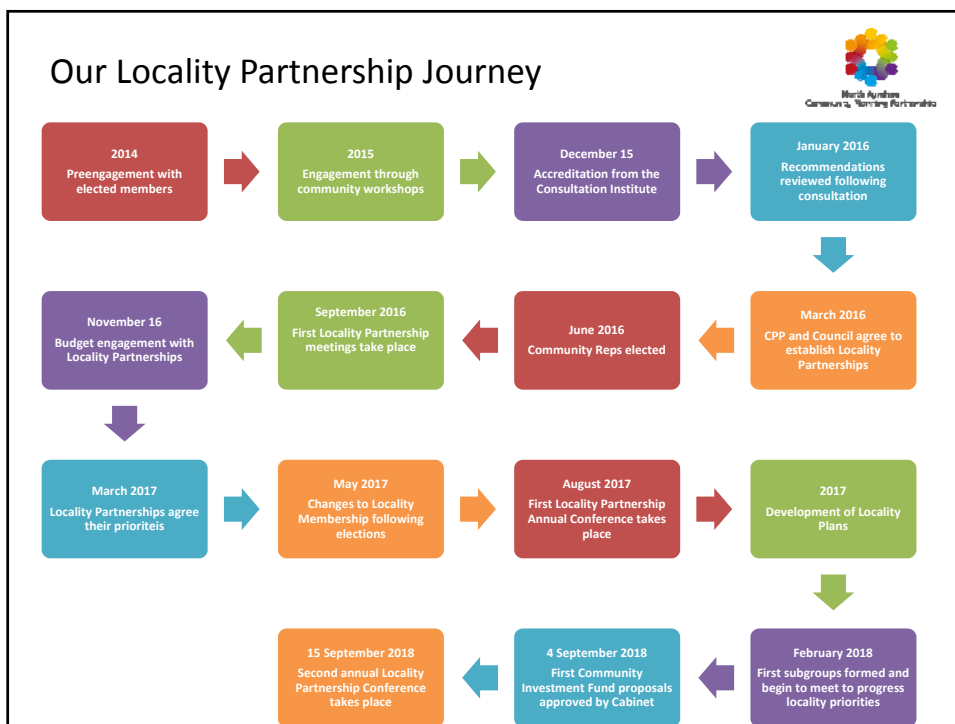 Our Locality Partnership Journey
North Ayrshire
Community Planning Partnership
2014
Preengagement with
elected members
2015
Engagement through
community workshops
December 15
Accreditation from the
Consultation Institute
January 2016
Recommendations
reviewed following
consultation
March 2016
CPP and Council agree to
establish Locality
Partnerships
June 2016
Community Reps elected
September 2016
First Locality Partnership
meetings take place
November 16
Budget engagement with
Locality Partnerships
March 2017
Locality Partnerships agree
their prioriteis
May 2017
Changes to Locality
Membership following
elections
August 2017
First Locality Partnership
Annual Conference takes
place
2017
Development of Locality
Plans
February 2018
First subgroups formed and
begin to meet to progress
locality priorities
4 September 2018
First Community
Investment Fund proposals
approved by Cabinet
15 September 2018
Second annual Locality
Partnership Conference
takes place